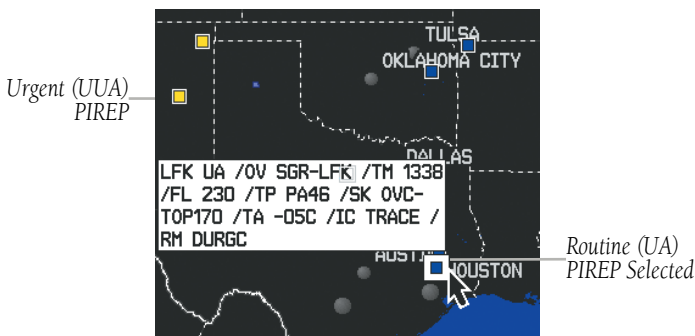 TULSA
OKLAHOMA CITY
Urgent (UUA)
PIREP
DALLAS
LFK UA /OV SGR-LFK /TM 1338
/FL 230 /TP PA46 /SK OVC-
TOP170 /TA -05C /IC TRACE /
RM DURGC
AUSTIN
HOUSTON
Routine (UA)
PIREP Selected